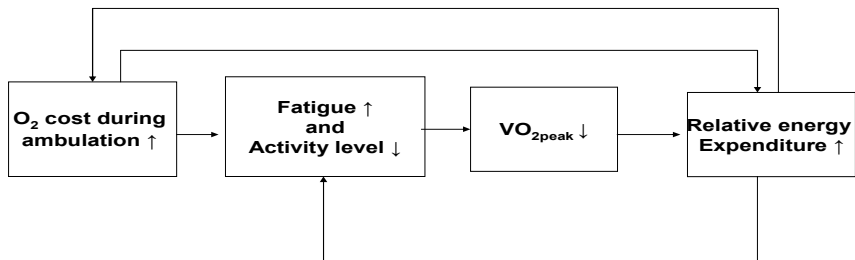 O₂ cost during
ambulation ↑
Fatigue ↑
and
Activity level ↓
VO₂peak ↓
Relative energy
Expenditure ↑